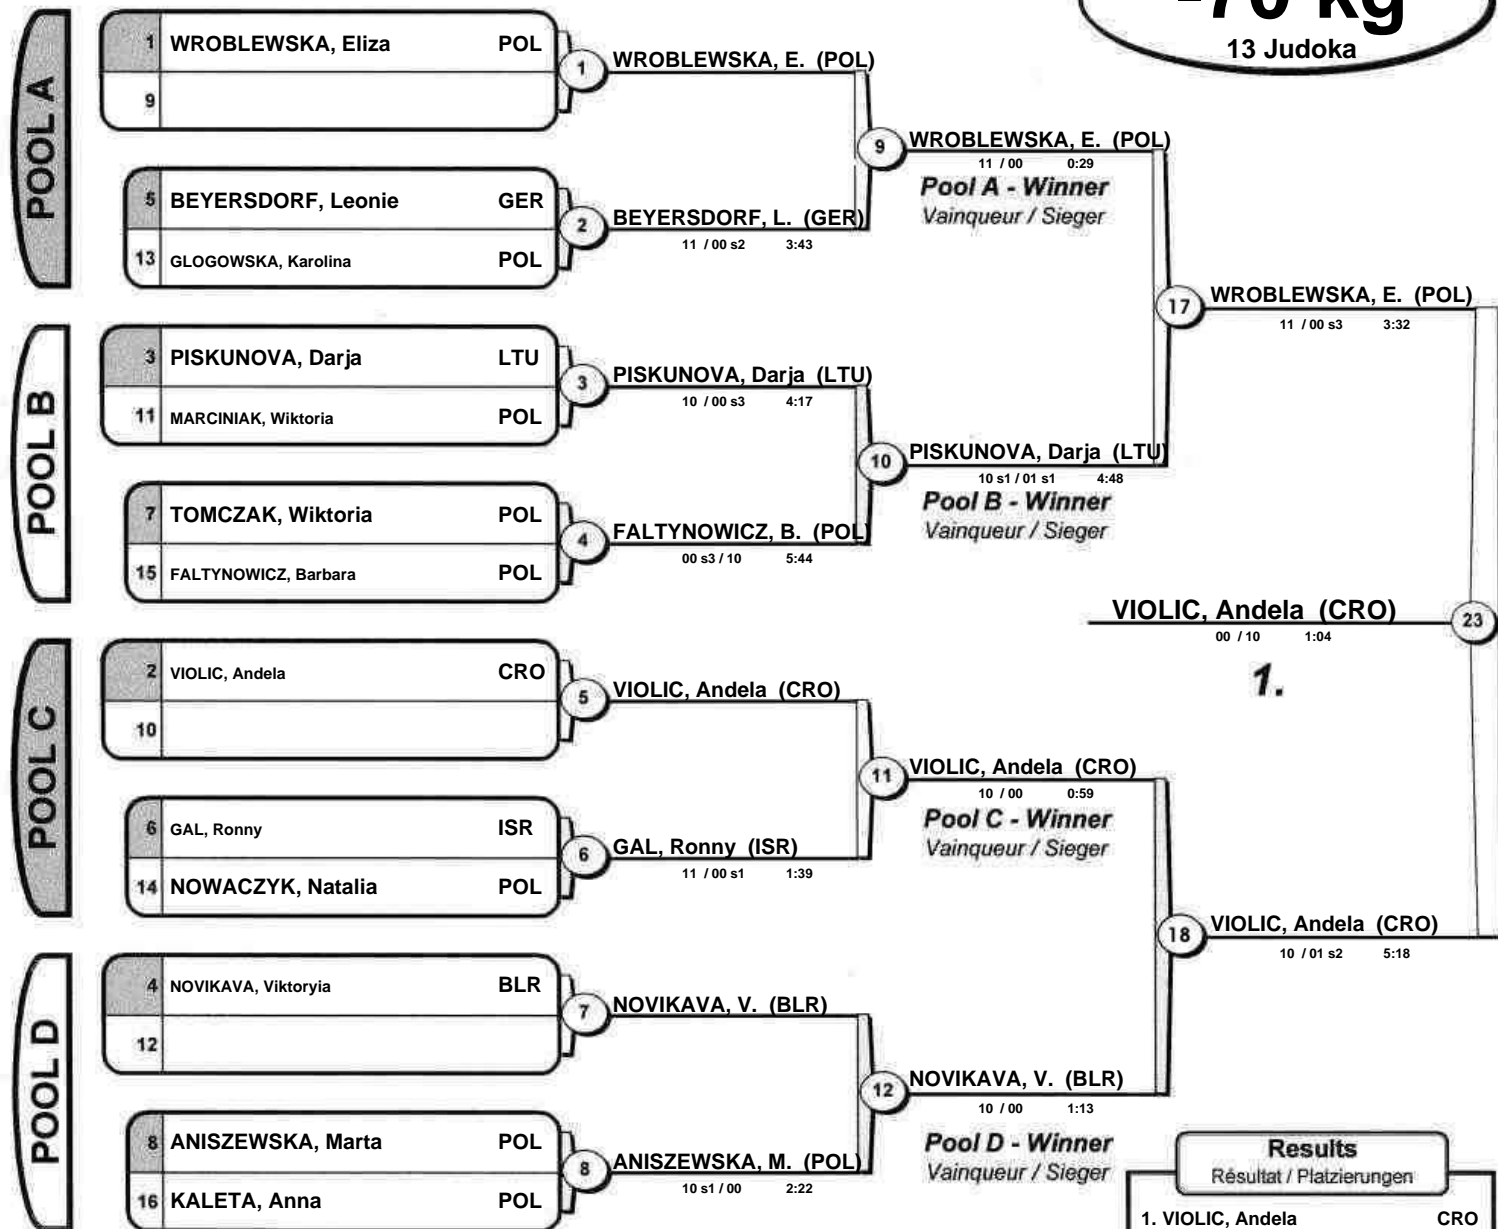 -70 kg
13 Judoka
POOL A
1 WROBLEWSKA, Eliza POL
9
1 WROBLEWSKA, E. (POL)
5 BEYERSDORF, Leonie GER
13 GLOGOWSKA, Karolina POL
2 BEYERSDORF, L. (GER)
11 / 00 s2 3:43
9 WROBLEWSKA, E. (POL)
11 / 00 0:29
Pool A - Winner
Vainqueur / Sieger
POOL B
3 PISKUNOVA, Darja LTU
11 MARCINIAK, Wiktoria POL
3 PISKUNOVA, Darja (LTU)
10 / 00 s3 4:17
7 TOMCZAK, Wiktoria POL
15 FALTYNOWICZ, Barbara POL
4 FALTYNOWICZ, B. (POL)
00 s3 / 10 5:44
10 PISKUNOVA, Darja (LTU)
10 s1 / 01 s1 4:48
Pool B - Winner
Vainqueur / Sieger
17 WROBLEWSKA, E. (POL)
11 / 00 s3 3:32
VIOLIC, Andela (CRO) 23
00 / 10 1:04
1.
POOL C
2 VIOLIC, Andela CRO
10
5 VIOLIC, Andela (CRO)
6 GAL, Ronny ISR
14 NOWACZYK, Natalia POL
6 GAL, Ronny (ISR)
11 / 00 s1 1:39
11 VIOLIC, Andela (CRO)
10 / 00 0:59
Pool C - Winner
Vainqueur / Sieger
POOL D
4 NOVIKAVA, Viktoryia BLR
12
7 NOVIKAVA, V. (BLR)
8 ANISZEWSKA, Marta POL
16 KALETA, Anna POL
8 ANISZEWSKA, M. (POL)
10 s1 / 00 2:22
12 NOVIKAVA, V. (BLR)
10 / 00 1:13
Pool D - Winner
Vainqueur / Sieger
18 VIOLIC, Andela (CRO)
10 / 01 s2 5:18
Results
Résultat / Platzierungen
1. VIOLIC, Andela CRO